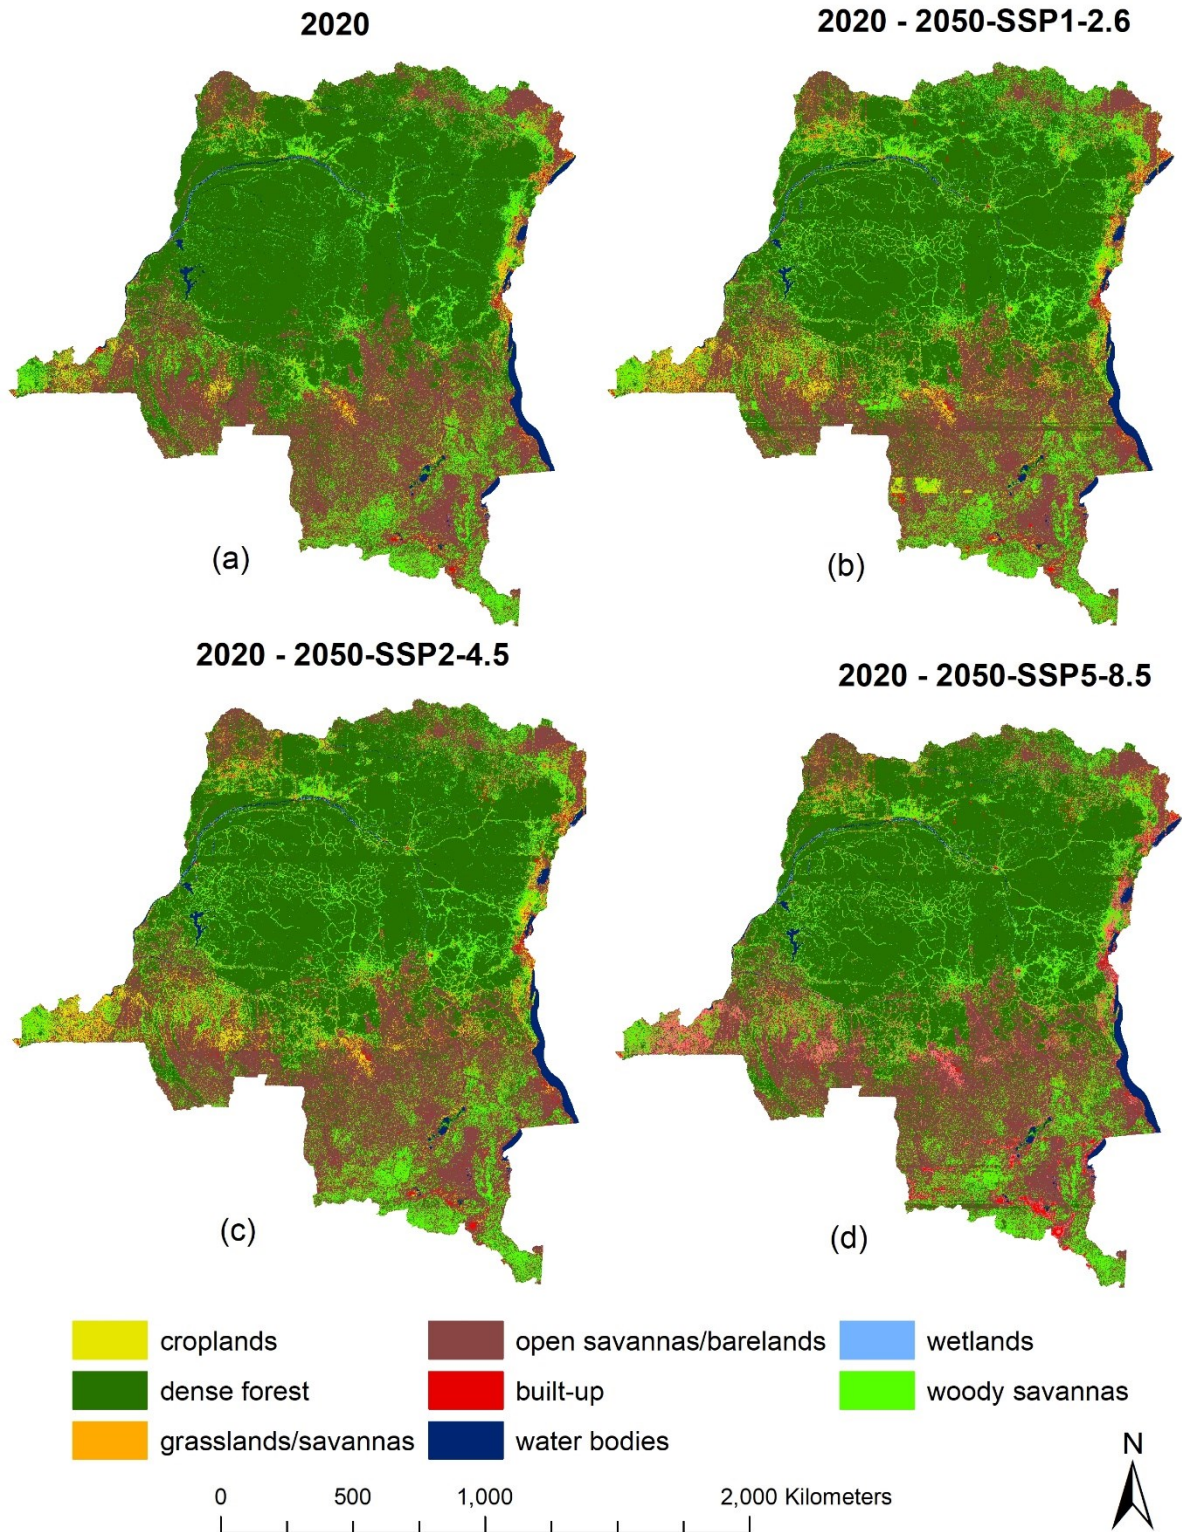 2020
2020 - 2050-SSP1-2.6
(a)
(b)
2020 - 2050-SSP2-4.5
2020 - 2050-SSP5-8.5
(c)
(d)
croplands
open savannas/barelands
wetlands
dense forest
built-up
woody savannas
grasslands/savannas
water bodies
N
0 500 1,000 2,000 Kilometers